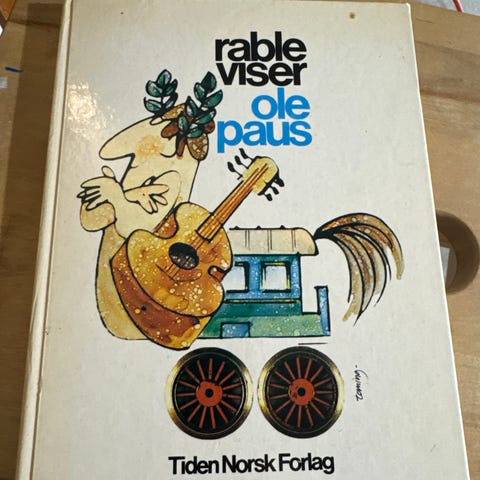 rable
viser
ole
paus
Tiden Norsk Forlag